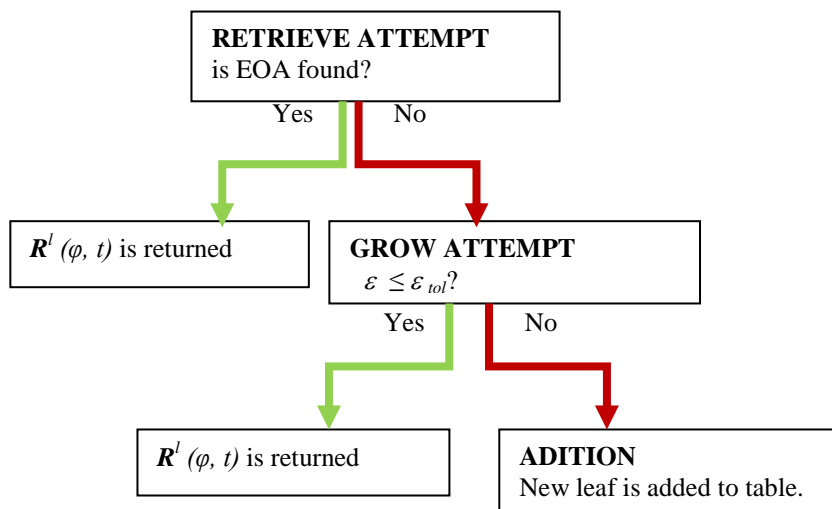 RETRIEVE ATTEMPT
is EOA found?
Yes No
R^l (φ, t) is returned
GROW ATTEMPT
ε ≤ ε tol?
Yes No
R^l (φ, t) is returned
ADITION
New leaf is added to table.